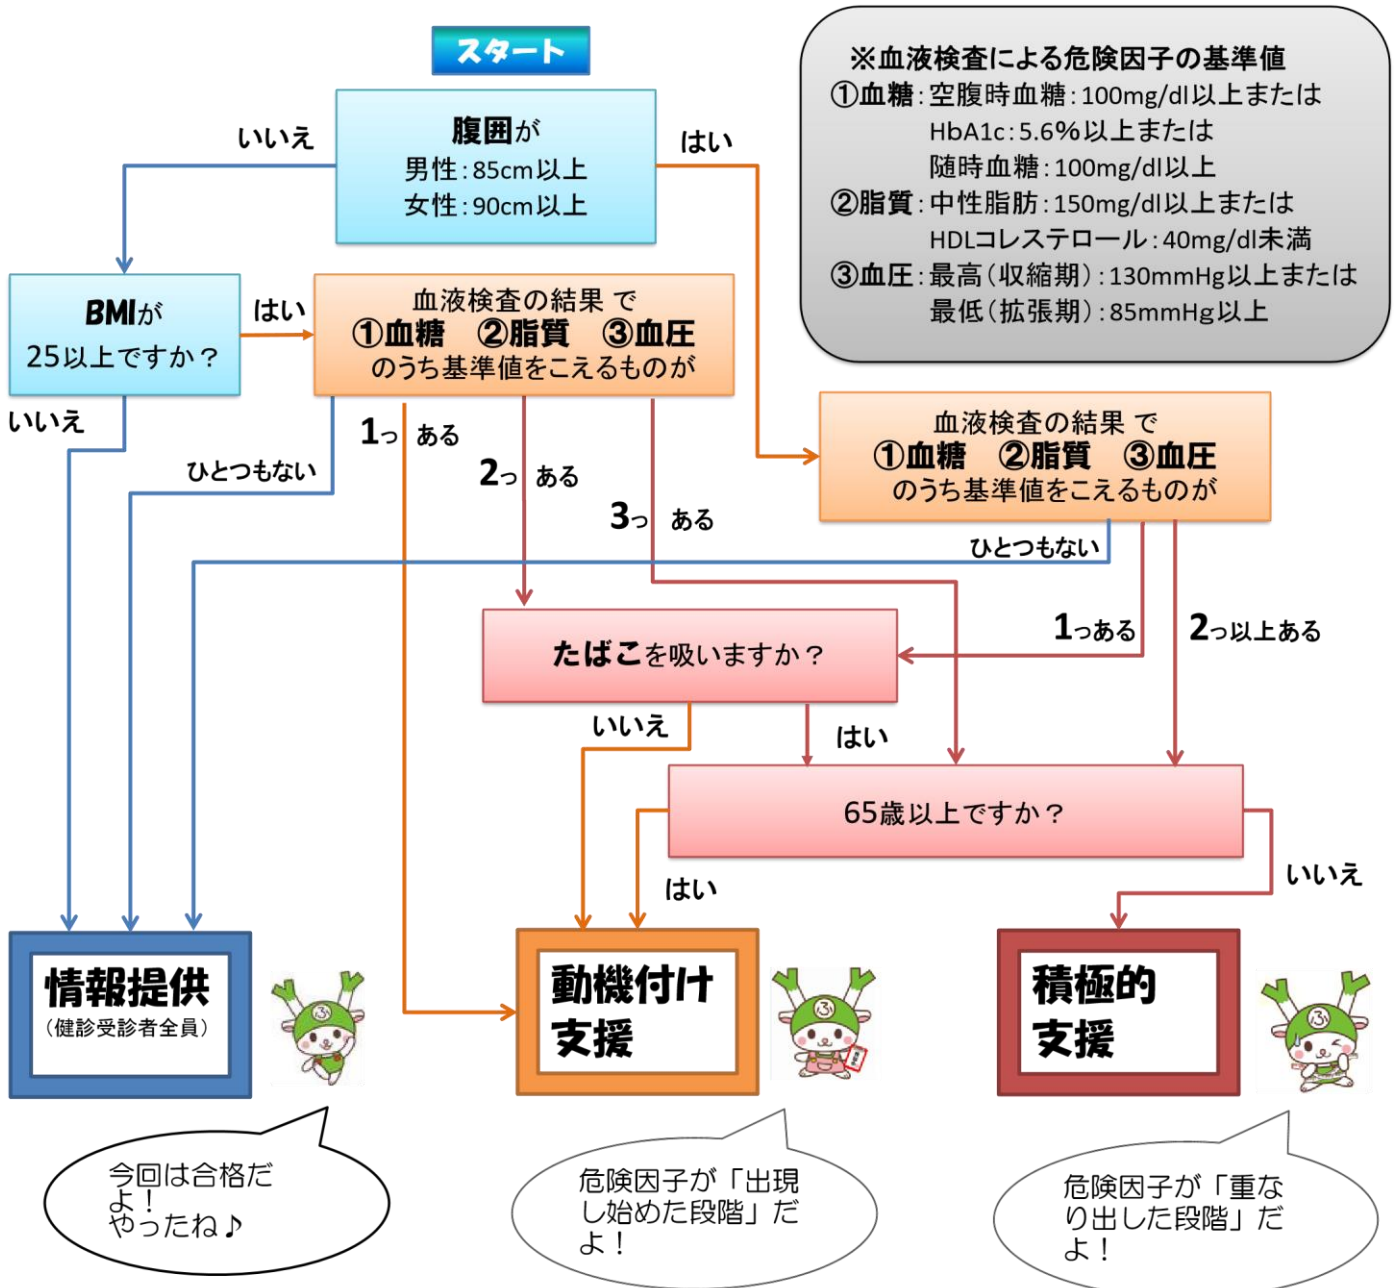 スタート
※血液検査による危険因子の基準値
①血糖:空腹時血糖:100mg/dl以上または
HbA1c:5.6%以上または
随時血糖:100mg/dl以上
②脂質:中性脂肪:150mg/dl以上または
HDLコレステロール:40mg/dl未満
③血圧:最高(収縮期):130mmHg以上または
最低(拡張期):85mmHg以上
いいえ
腹囲が
男性:85cm以上
女性:90cm以上
はい
BMIが
25以上ですか?
はい
いいえ
血液検査の結果 で
①血糖 ②脂質 ③血圧
のうち基準値をこえるものが
ひとつもない
1つ ある
2つ ある
3つ ある
血液検査の結果 で
①血糖 ②脂質 ③血圧
のうち基準値をこえるものが
ひとつもない
1つある
2つ以上ある
たばこを吸いますか?
いいえ
はい
65歳以上ですか?
はい
いいえ
情報提供
(健診受診者全員)
動機付け
支援
積極的
支援
ふ
ふ
ふ
今回は合格だ
よ!
やったね♪
危険因子が「出現
し始めた段階」だ
よ!
危険因子が「重な
り出した段階」だ
よ!